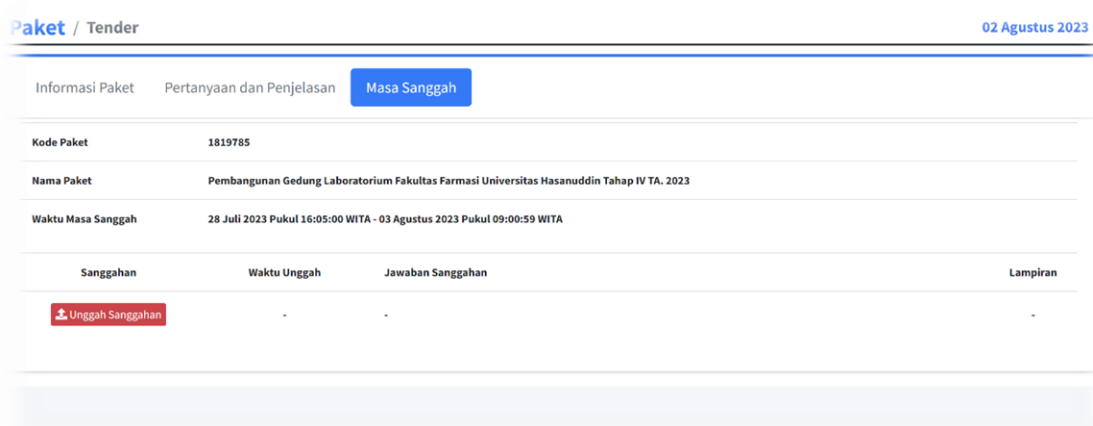 Paket / Tender 02 Agustus 2023
Informasi Paket Pertanyaan dan Penjelasan Masa Sanggah
Kode Paket 1819785
Nama Paket Pembangunan Gedung Laboratorium Fakultas Farmasi Universitas Hasanuddin Tahap IV TA. 2023
Waktu Masa Sanggah 28 Juli 2023 Pukul 16:05:00 WITA - 03 Agustus 2023 Pukul 09:00:59 WITA
Sanggahan Waktu Unggah Jawaban Sanggahan Lampiran
Unggah Sanggahan - - -